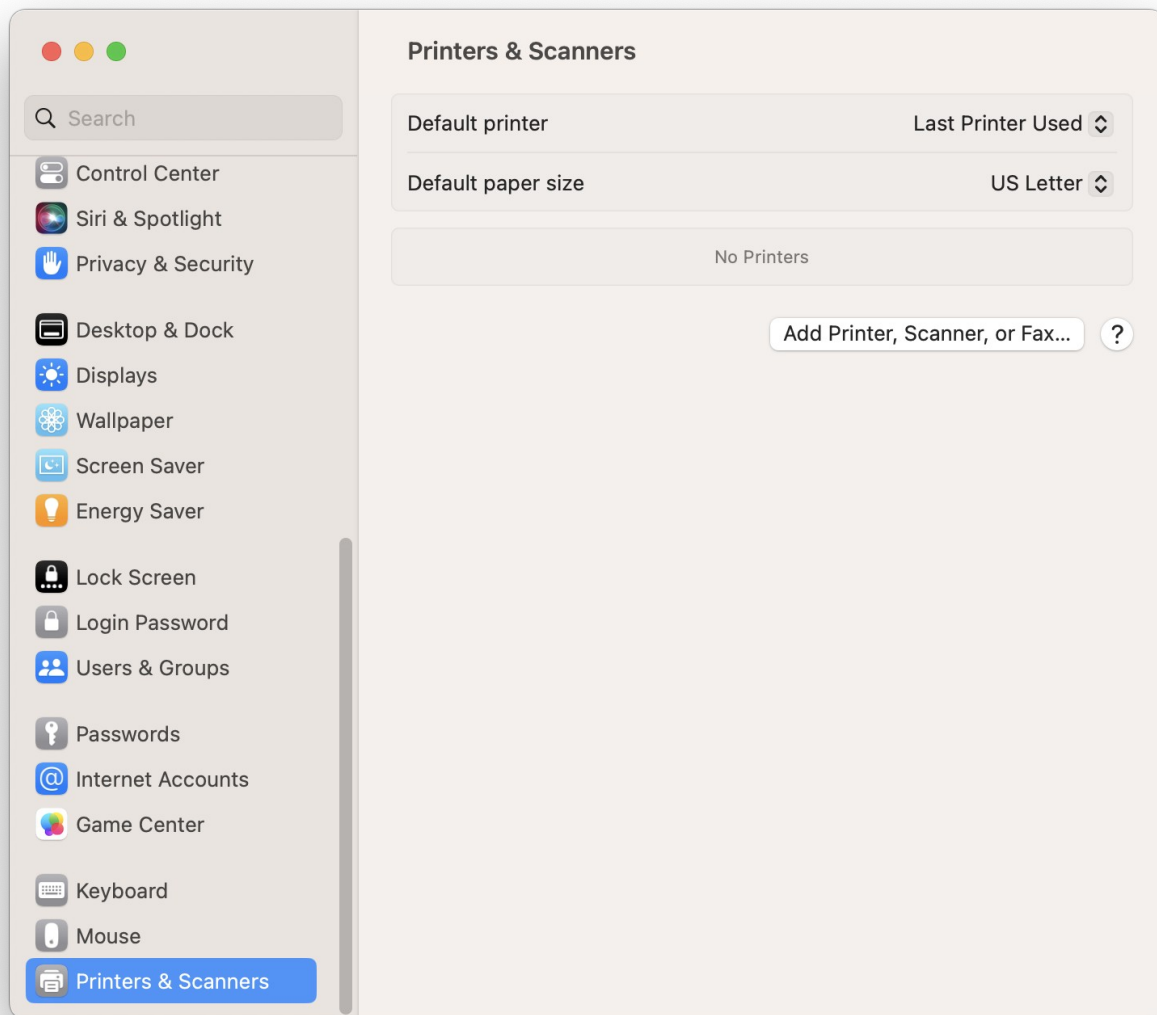 Search
Control Center
Siri & Spotlight
Privacy & Security
Desktop & Dock
Displays
Wallpaper
Screen Saver
Energy Saver
Lock Screen
Login Password
Users & Groups
Passwords
Internet Accounts
Game Center
Keyboard
Mouse
Printers & Scanners
Printers & Scanners
Default printer Last Printer Used
Default paper size US Letter
No Printers
Add Printer, Scanner, or Fax... ?